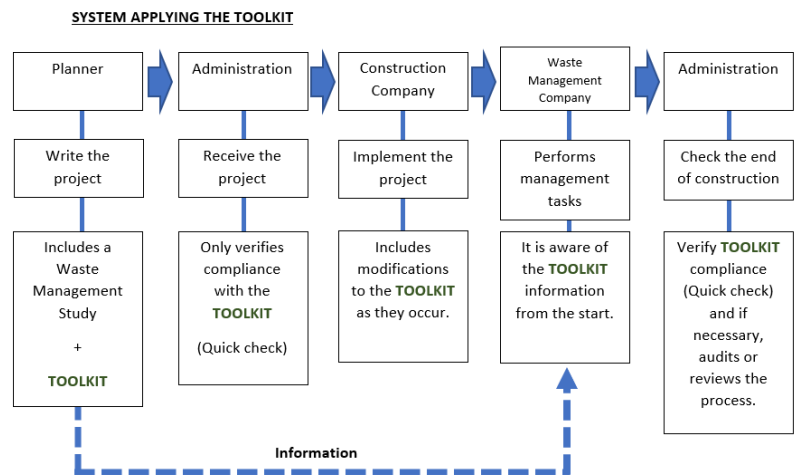 SYSTEM APPLYING THE TOOLKIT
Planner
Administration
Construction
Company
Waste
Management
Company
Administration
Write the
project
Receive the
project
Implement the
project
Performs
management
tasks
Check the end
of construction
Includes a
Waste
Management
Study
+
TOOLKIT
Only verifies
compliance
with the
TOOLKIT
(Quick check)
Includes
modifications
to the TOOLKIT
as they occur.
It is aware of
the TOOLKIT
information
from the start.
Verify TOOLKIT
compliance
(Quick check)
and if
necessary,
audits or
reviews the
process.
Information